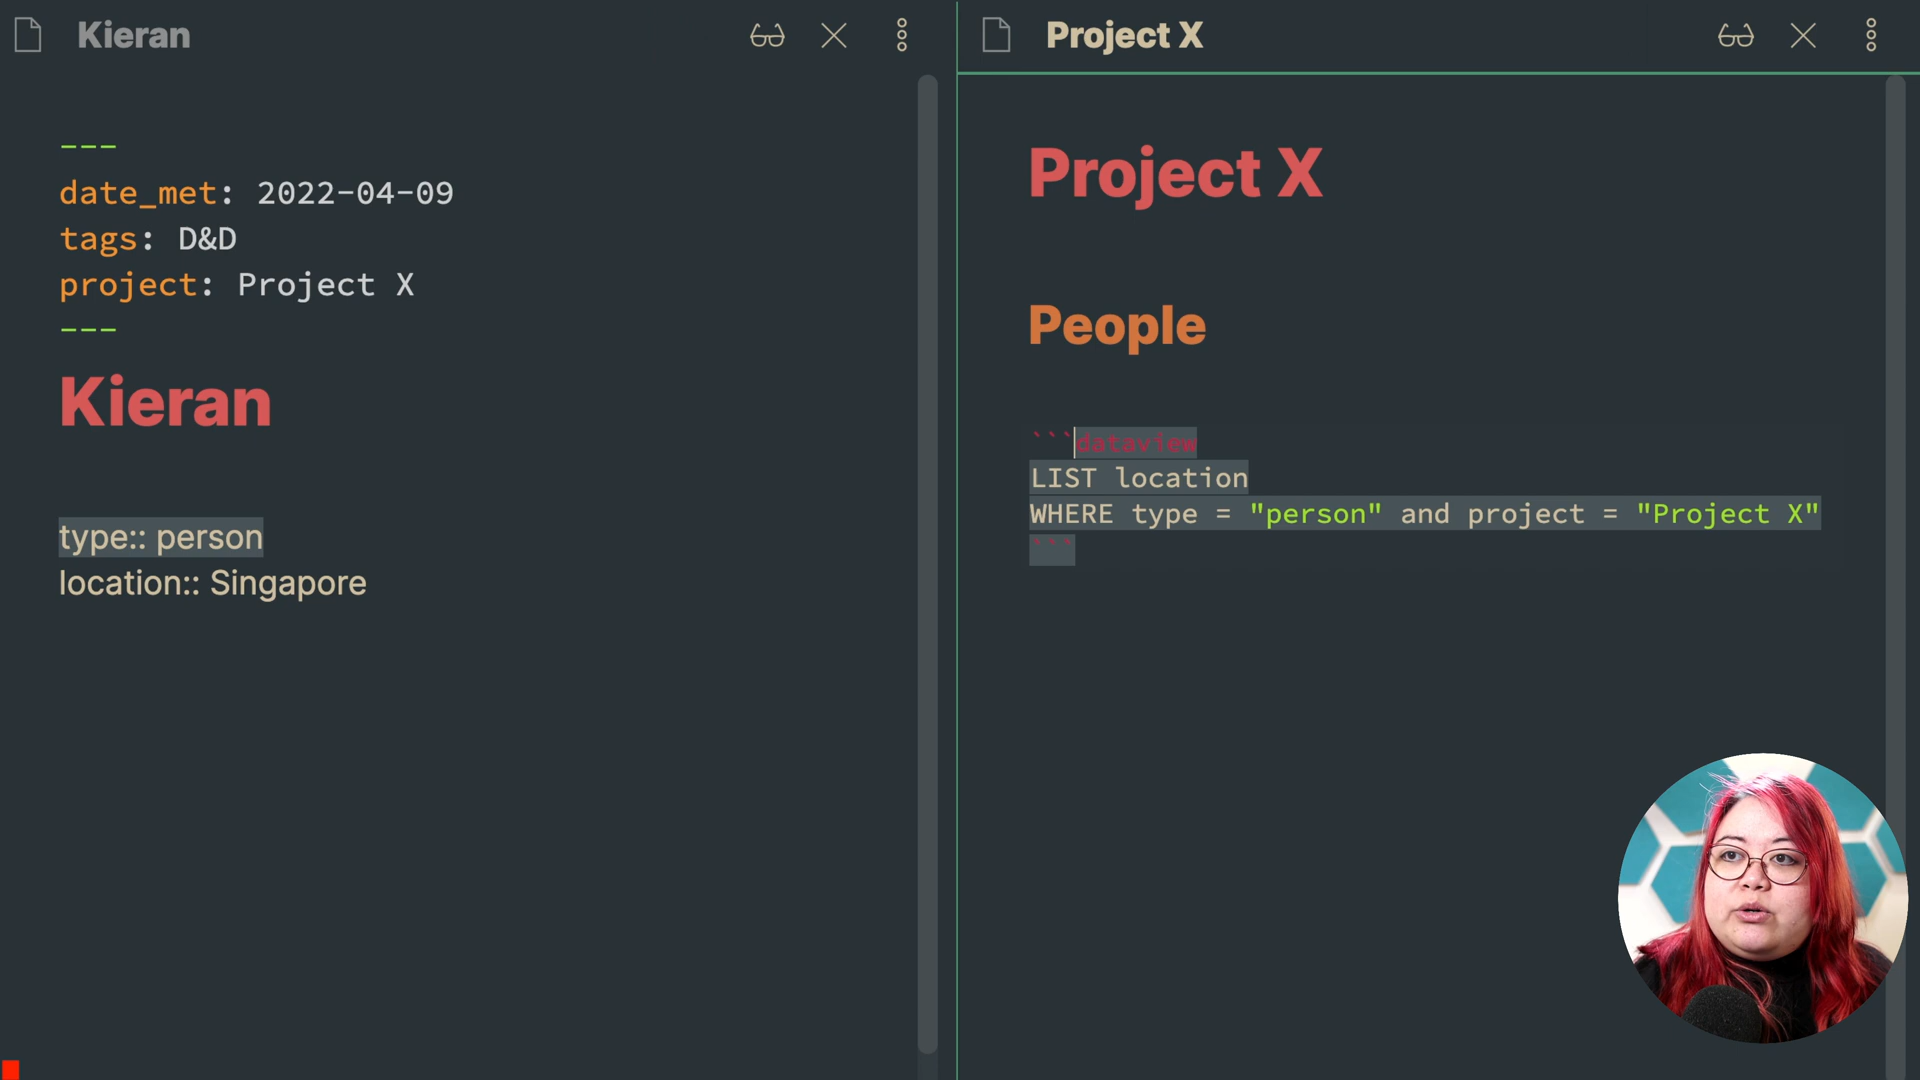 Kieran
---
date_met: 2022-04-09
tags: D&D
project: Project X
---
Kieran
type:: person
location:: Singapore
Project X
Project X
People
```dataview
LIST location
WHERE type = "person" and project = "Project X"
```